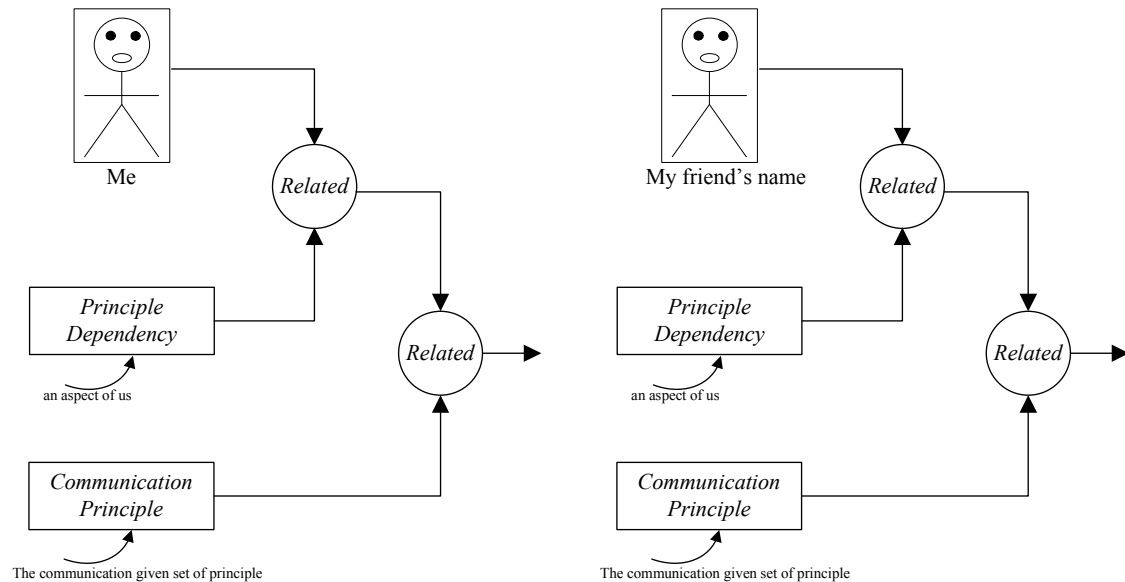 Me
Related
Principle
Dependency
an aspect of us
Related
Communication
Principle
The communication given set of principle
My friend's name
Related
Principle
Dependency
an aspect of us
Related
Communication
Principle
The communication given set of principle